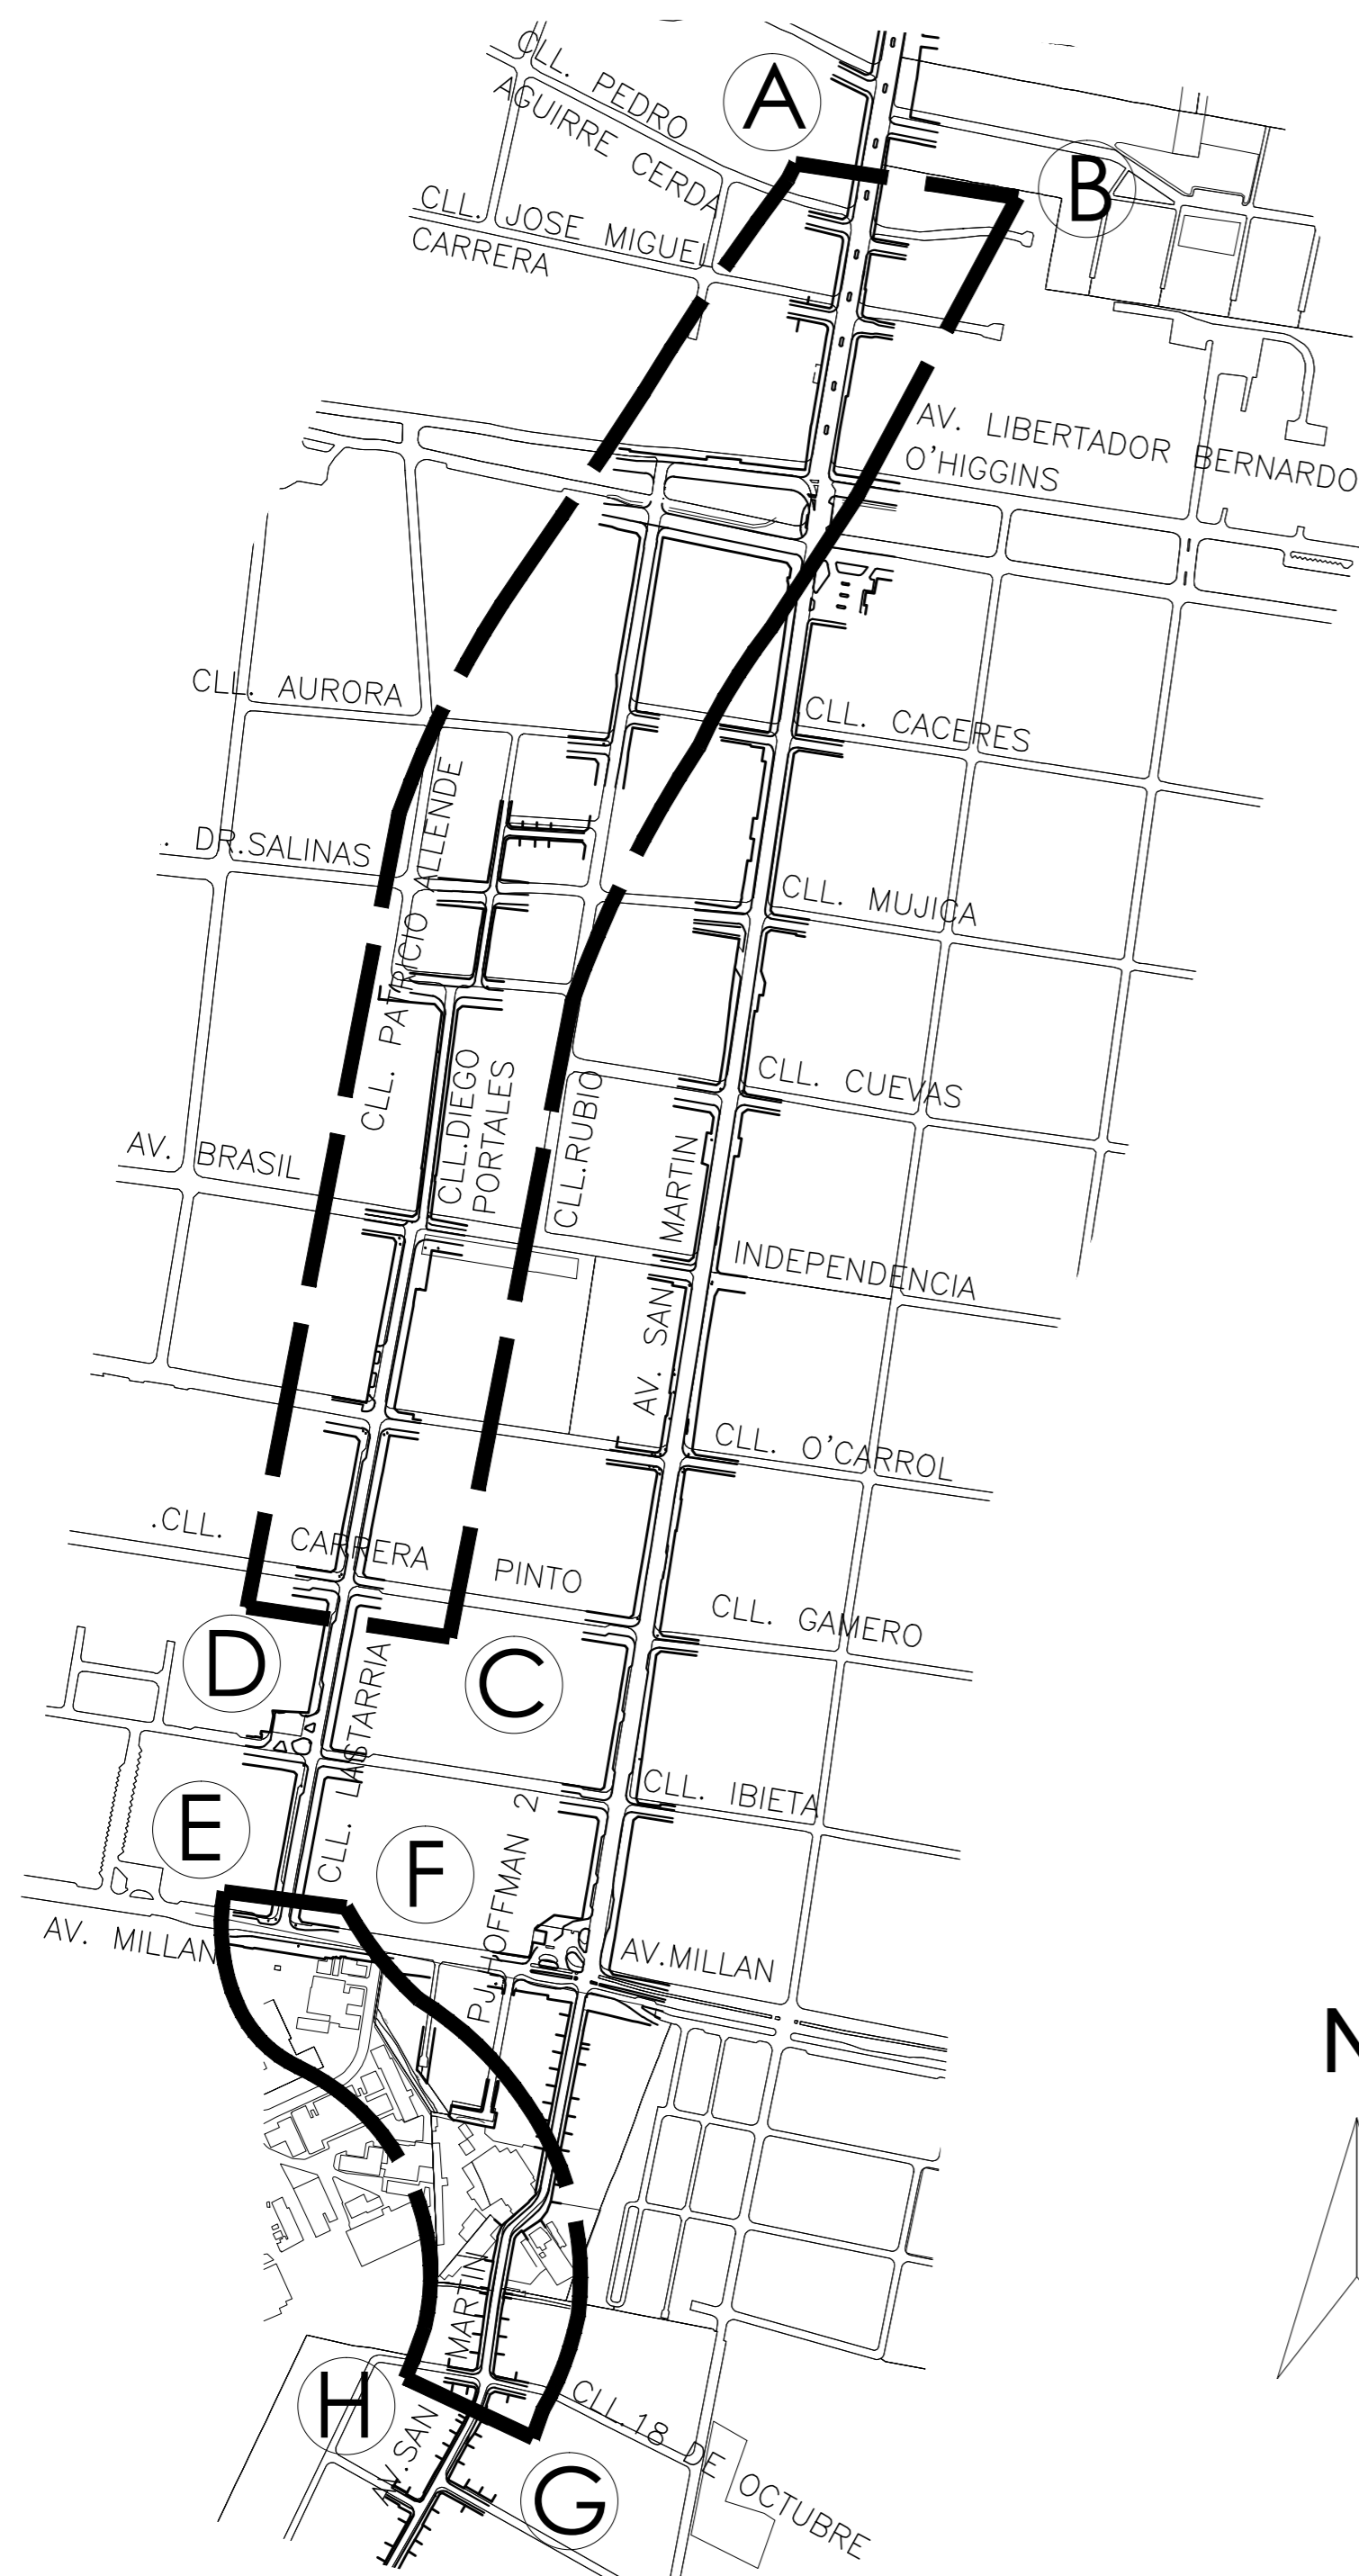 CLL. PEDRO
AGUIRRE CERDA
A
B
CLL. JOSE MIGUEL
CARRERA
AV. LIBERTADOR BERNARDO
O'HIGGINS
CLL. AURORA
CLL. CACERES
CLL. PATRICIO ALLENDE
. DR.SALINAS
CLL. MUJICA
CLL.DIEGO
PORTALES
CLL.RUBIO
CLL. CUEVAS
AV. BRASIL
AV. SAN MARTIN
INDEPENDENCIA
CLL. O'CARROL
.CLL. CARRERA PINTO
CLL. GAMERO
D
C
CLL. LASTARRIA
CLL. IBIETA
E
F
PJ. HOFFMAN 2
AV. MILLAN
AV.MILLAN
N
AV.SAN MARTIN
H
CLL.18 DE OCTUBRE
G